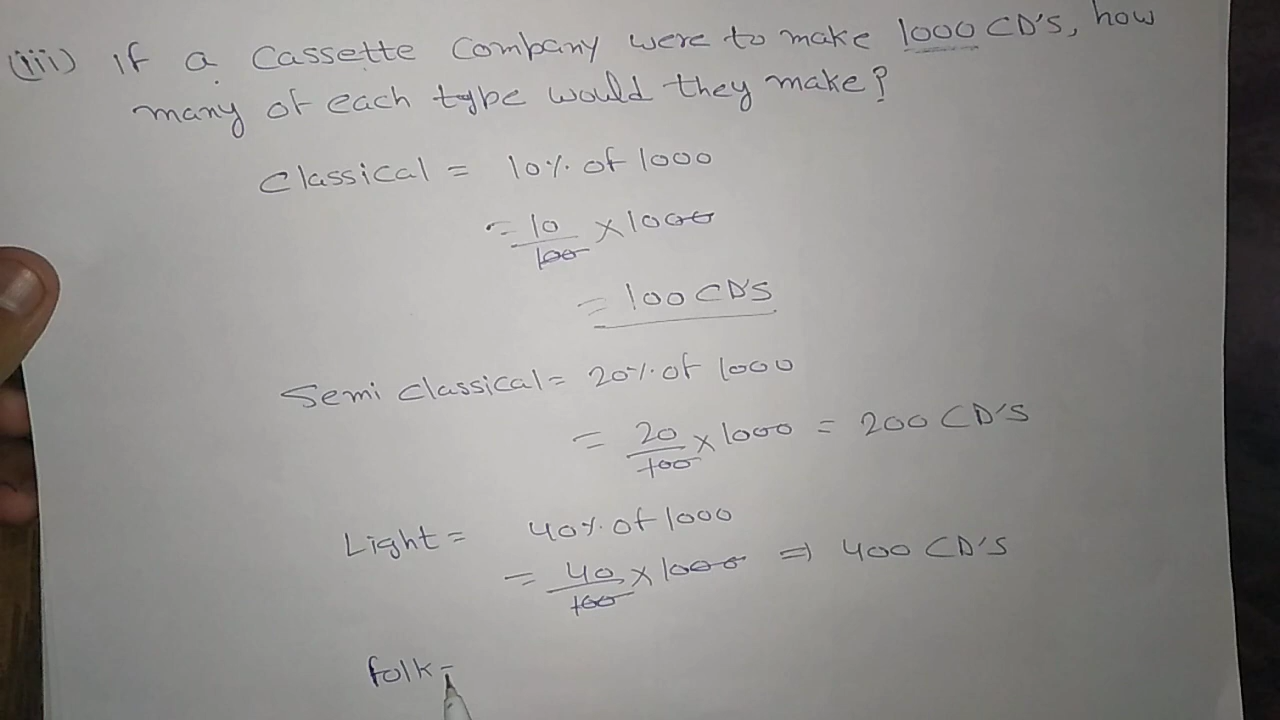 (iii) If a Cassette Company were to make 1000 CD'S, how
many of each type would they make?
Classical = 10% of 1000
= 10/100 × 1000
= 100 CD'S
Semi Classical = 20% of 1000
= 20/100 × 1000 = 200 CD'S
Light = 40% of 1000
= 40/100 × 1000 ⇒ 400 CD'S
folk =